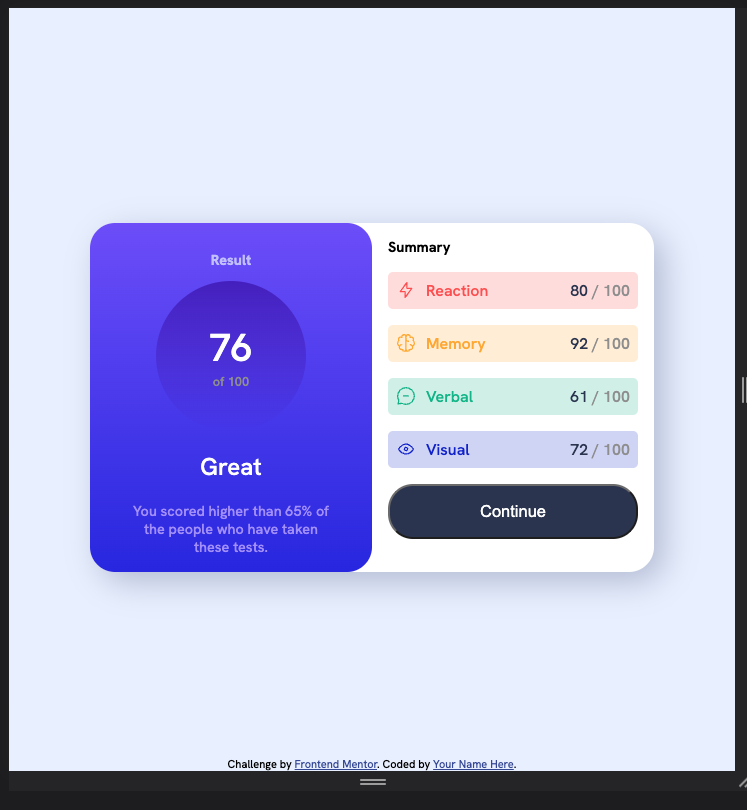 Result
76
of 100
Great
You scored higher than 65% of
the people who have taken
these tests.
Summary
Reaction 80 / 100
Memory 92 / 100
Verbal 61 / 100
Visual 72 / 100
Continue
Challenge by Frontend Mentor. Coded by Your Name Here.